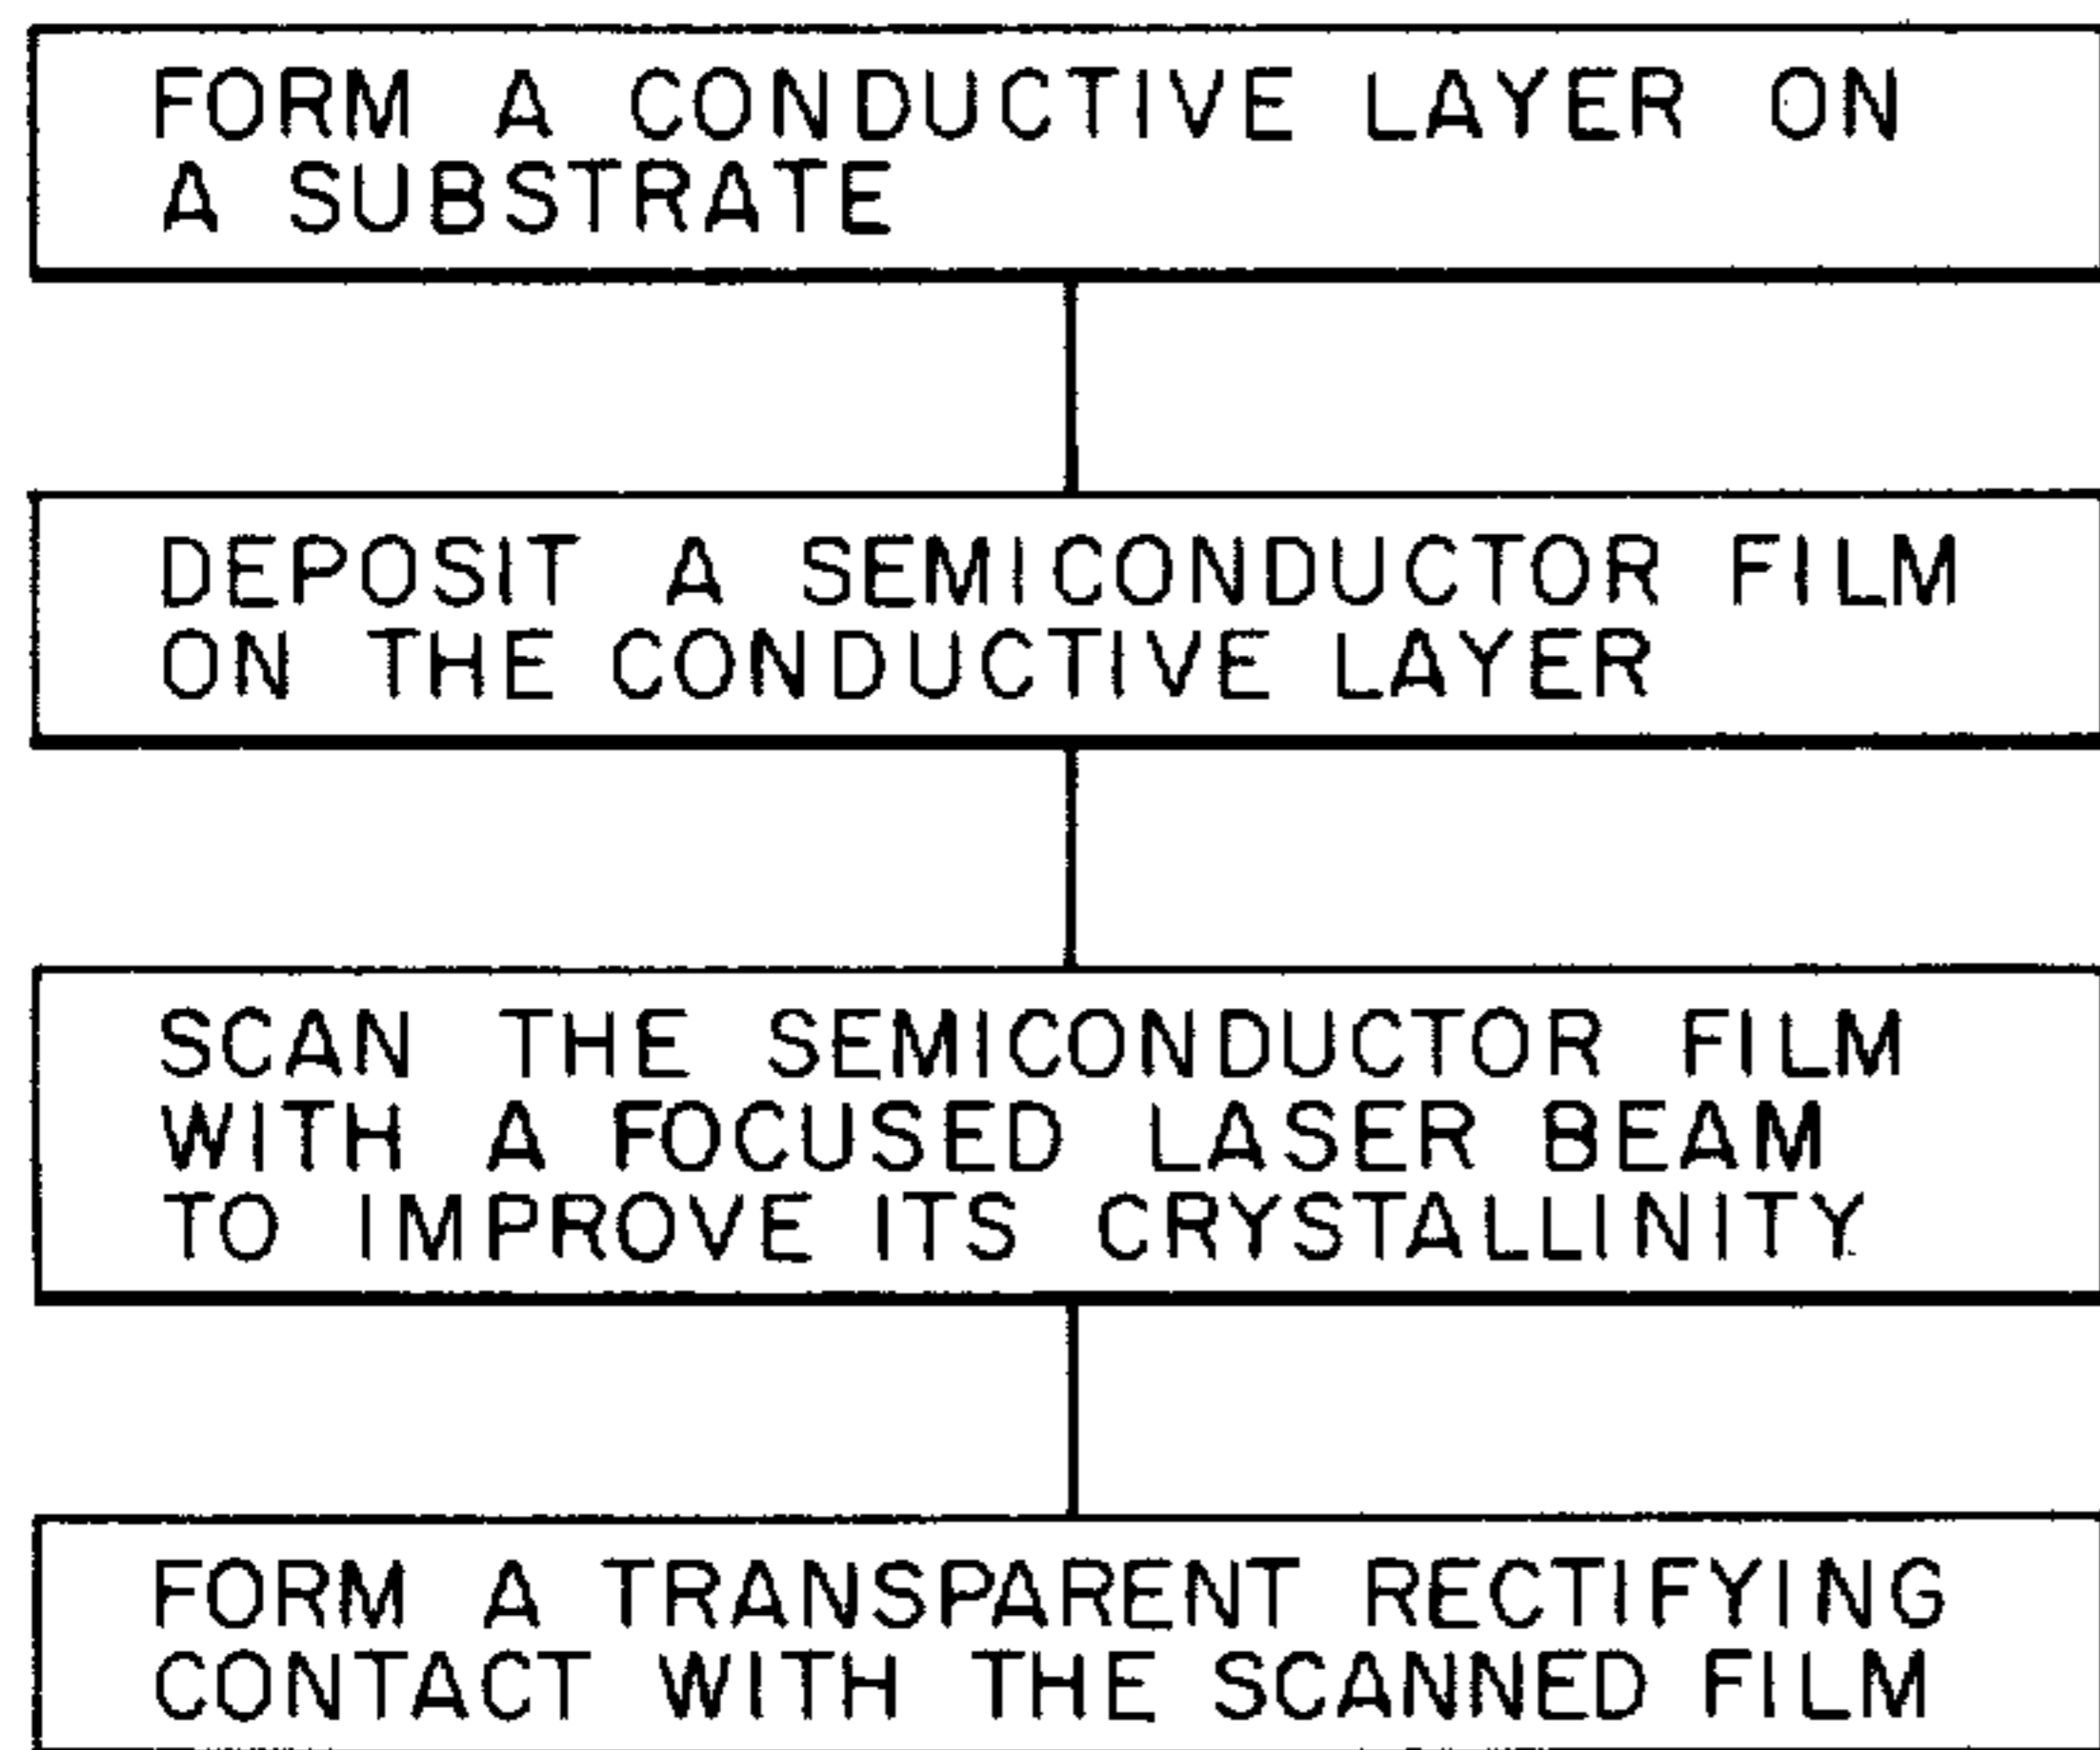 FORM A CONDUCTIVE LAYER ON
A SUBSTRATE
DEPOSIT A SEMICONDUCTOR FILM
ON THE CONDUCTIVE LAYER
SCAN THE SEMICONDUCTOR FILM
WITH A FOCUSED LASER BEAM
TO IMPROVE ITS CRYSTALLINITY
FORM A TRANSPARENT RECTIFYING
CONTACT WITH THE SCANNED FILM